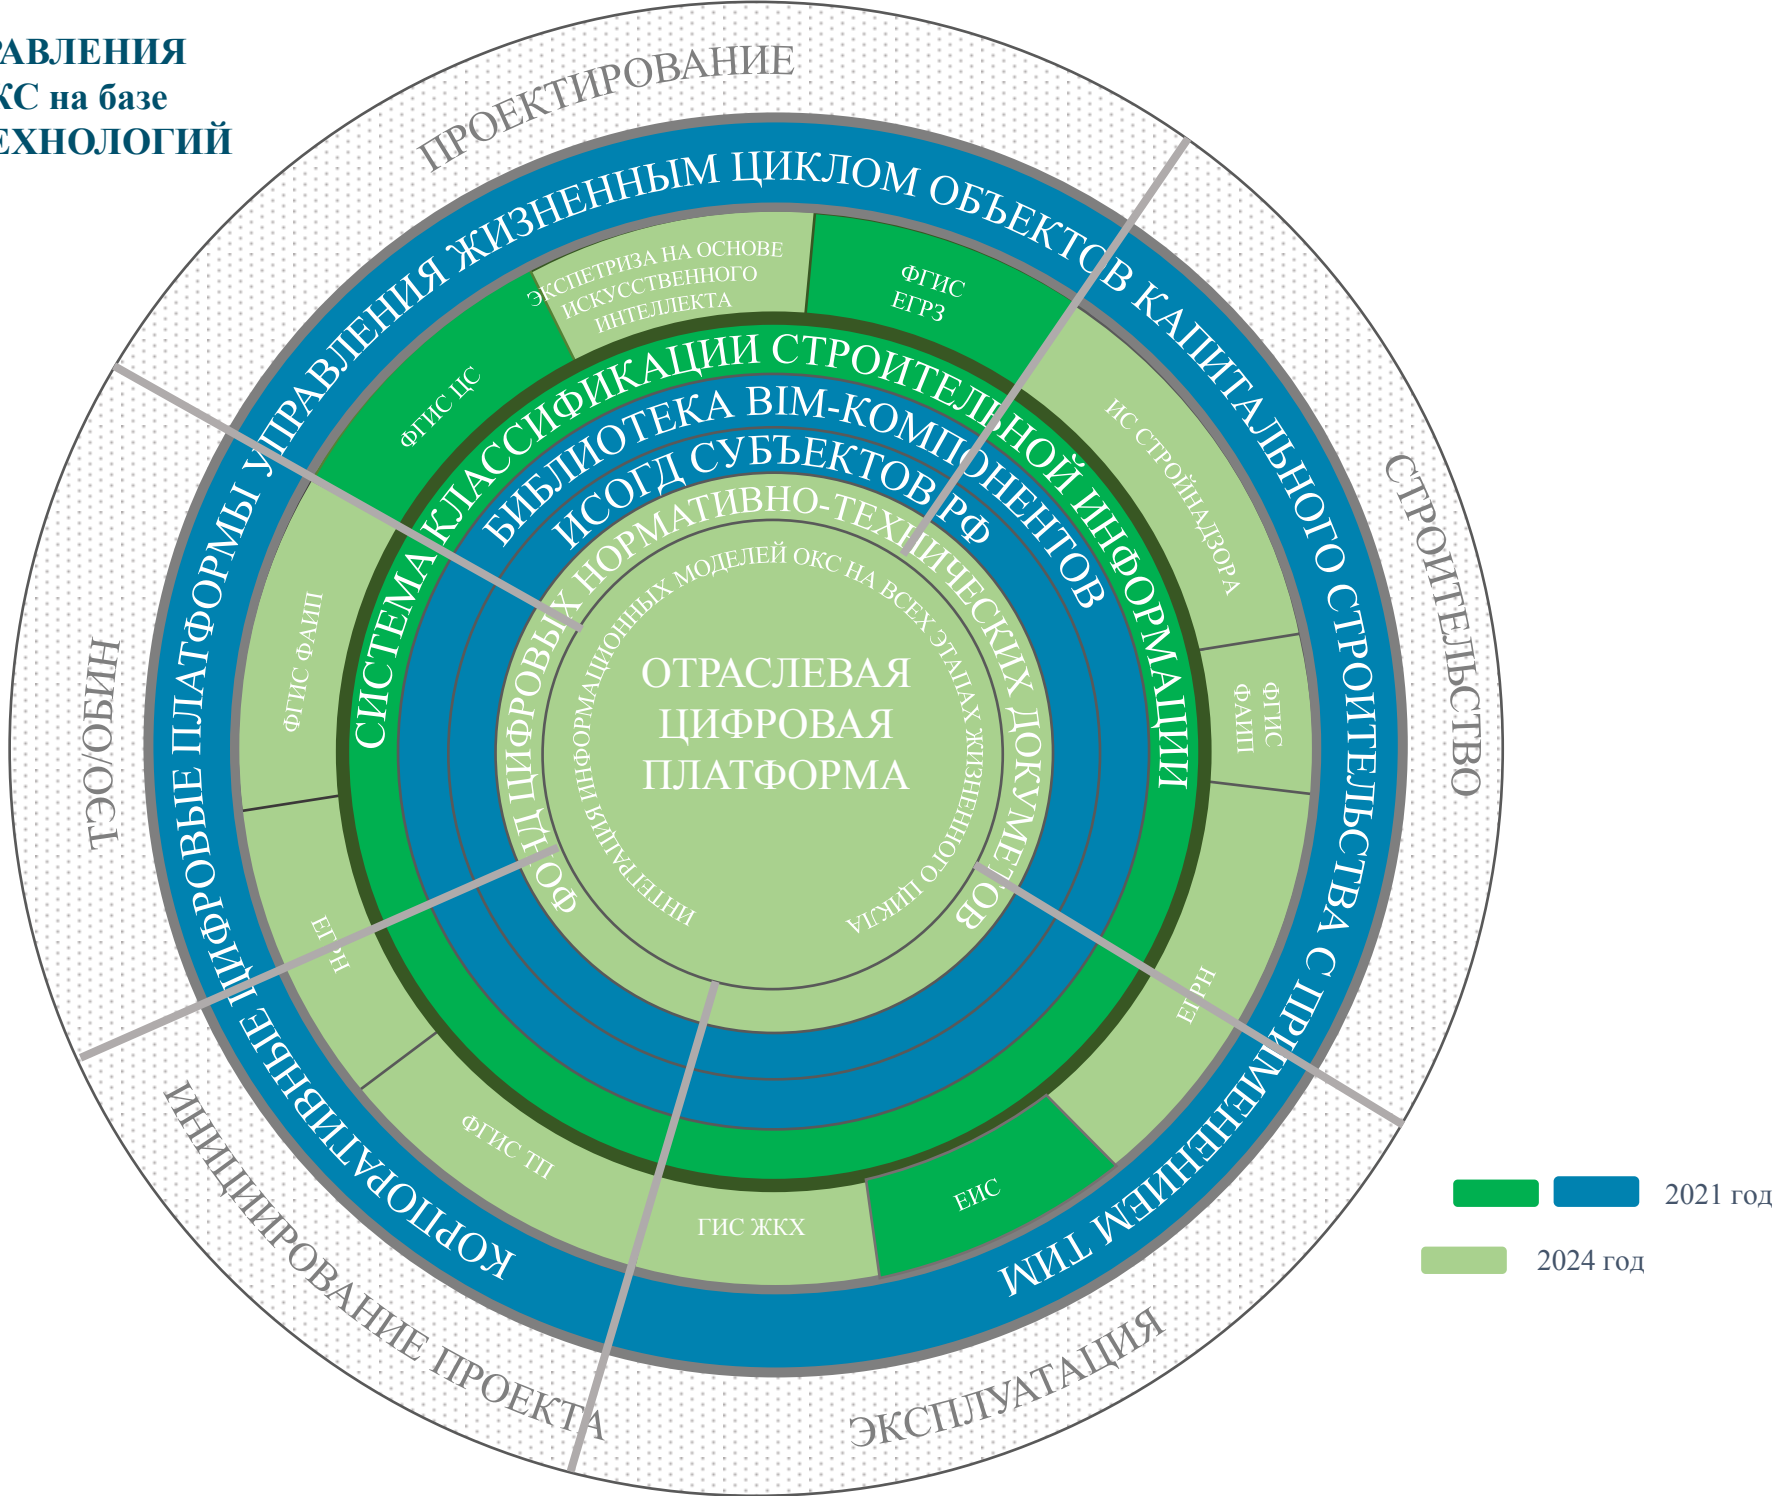 РАВЛЕНИЯ
КС на базе
ЕХНОЛОГИЙ
ПРОЕКТИРОВАНИЕ
СТРОИТЕЛЬСТВО
ЭКСПЛУАТАЦИЯ
ИНИЦИИРОВАНИЕ ПРОЕКТА
ТЭО/ОБИН
КОРПОРАТИВНЫЕ ЦИФРОВЫЕ ПЛАТФОРМЫ УПРАВЛЕНИЯ ЖИЗНЕННЫМ ЦИКЛОМ ОБЪЕКТОВ КАПИТАЛЬНОГО СТРОИТЕЛЬСТВА С ПРИМЕНЕНИЕМ ТИМ
ФГИС ЦС
ЭКСПЕТРИЗА НА ОСНОВЕ
ИСКУССТВЕННОГО
ИНТЕЛЛЕКТА
ФГИС
ЕГРЗ
ИС СТРОЙНАДЗОРА
ФГИС
ФАИП
ЕГРН
ЕИС
ГИС ЖКХ
ФГИС ТП
ЕГРН
ФГИС ФАИП
СИСТЕМА КЛАССИФИКАЦИИ СТРОИТЕЛЬНОЙ ИНФОРМАЦИИ
БИБЛИОТЕКА BIM-КОМПОНЕНТОВ
ИСОГД СУБЪЕКТОВ РФ
ФОНД ЦИФРОВЫХ НОРМАТИВНО-ТЕХНИЧЕСКИХ ДОКУМЕТОВ
ИНТЕГРАЦИЯ ИНФОРМАЦИОННЫХ МОДЕЛЕЙ ОКС НА ВСЕХ ЭТАПАХ ЖИЗНЕННОГО ЦИКЛА
ОТРАСЛЕВАЯ
ЦИФРОВАЯ
ПЛАТФОРМА
2021 год
2024 год